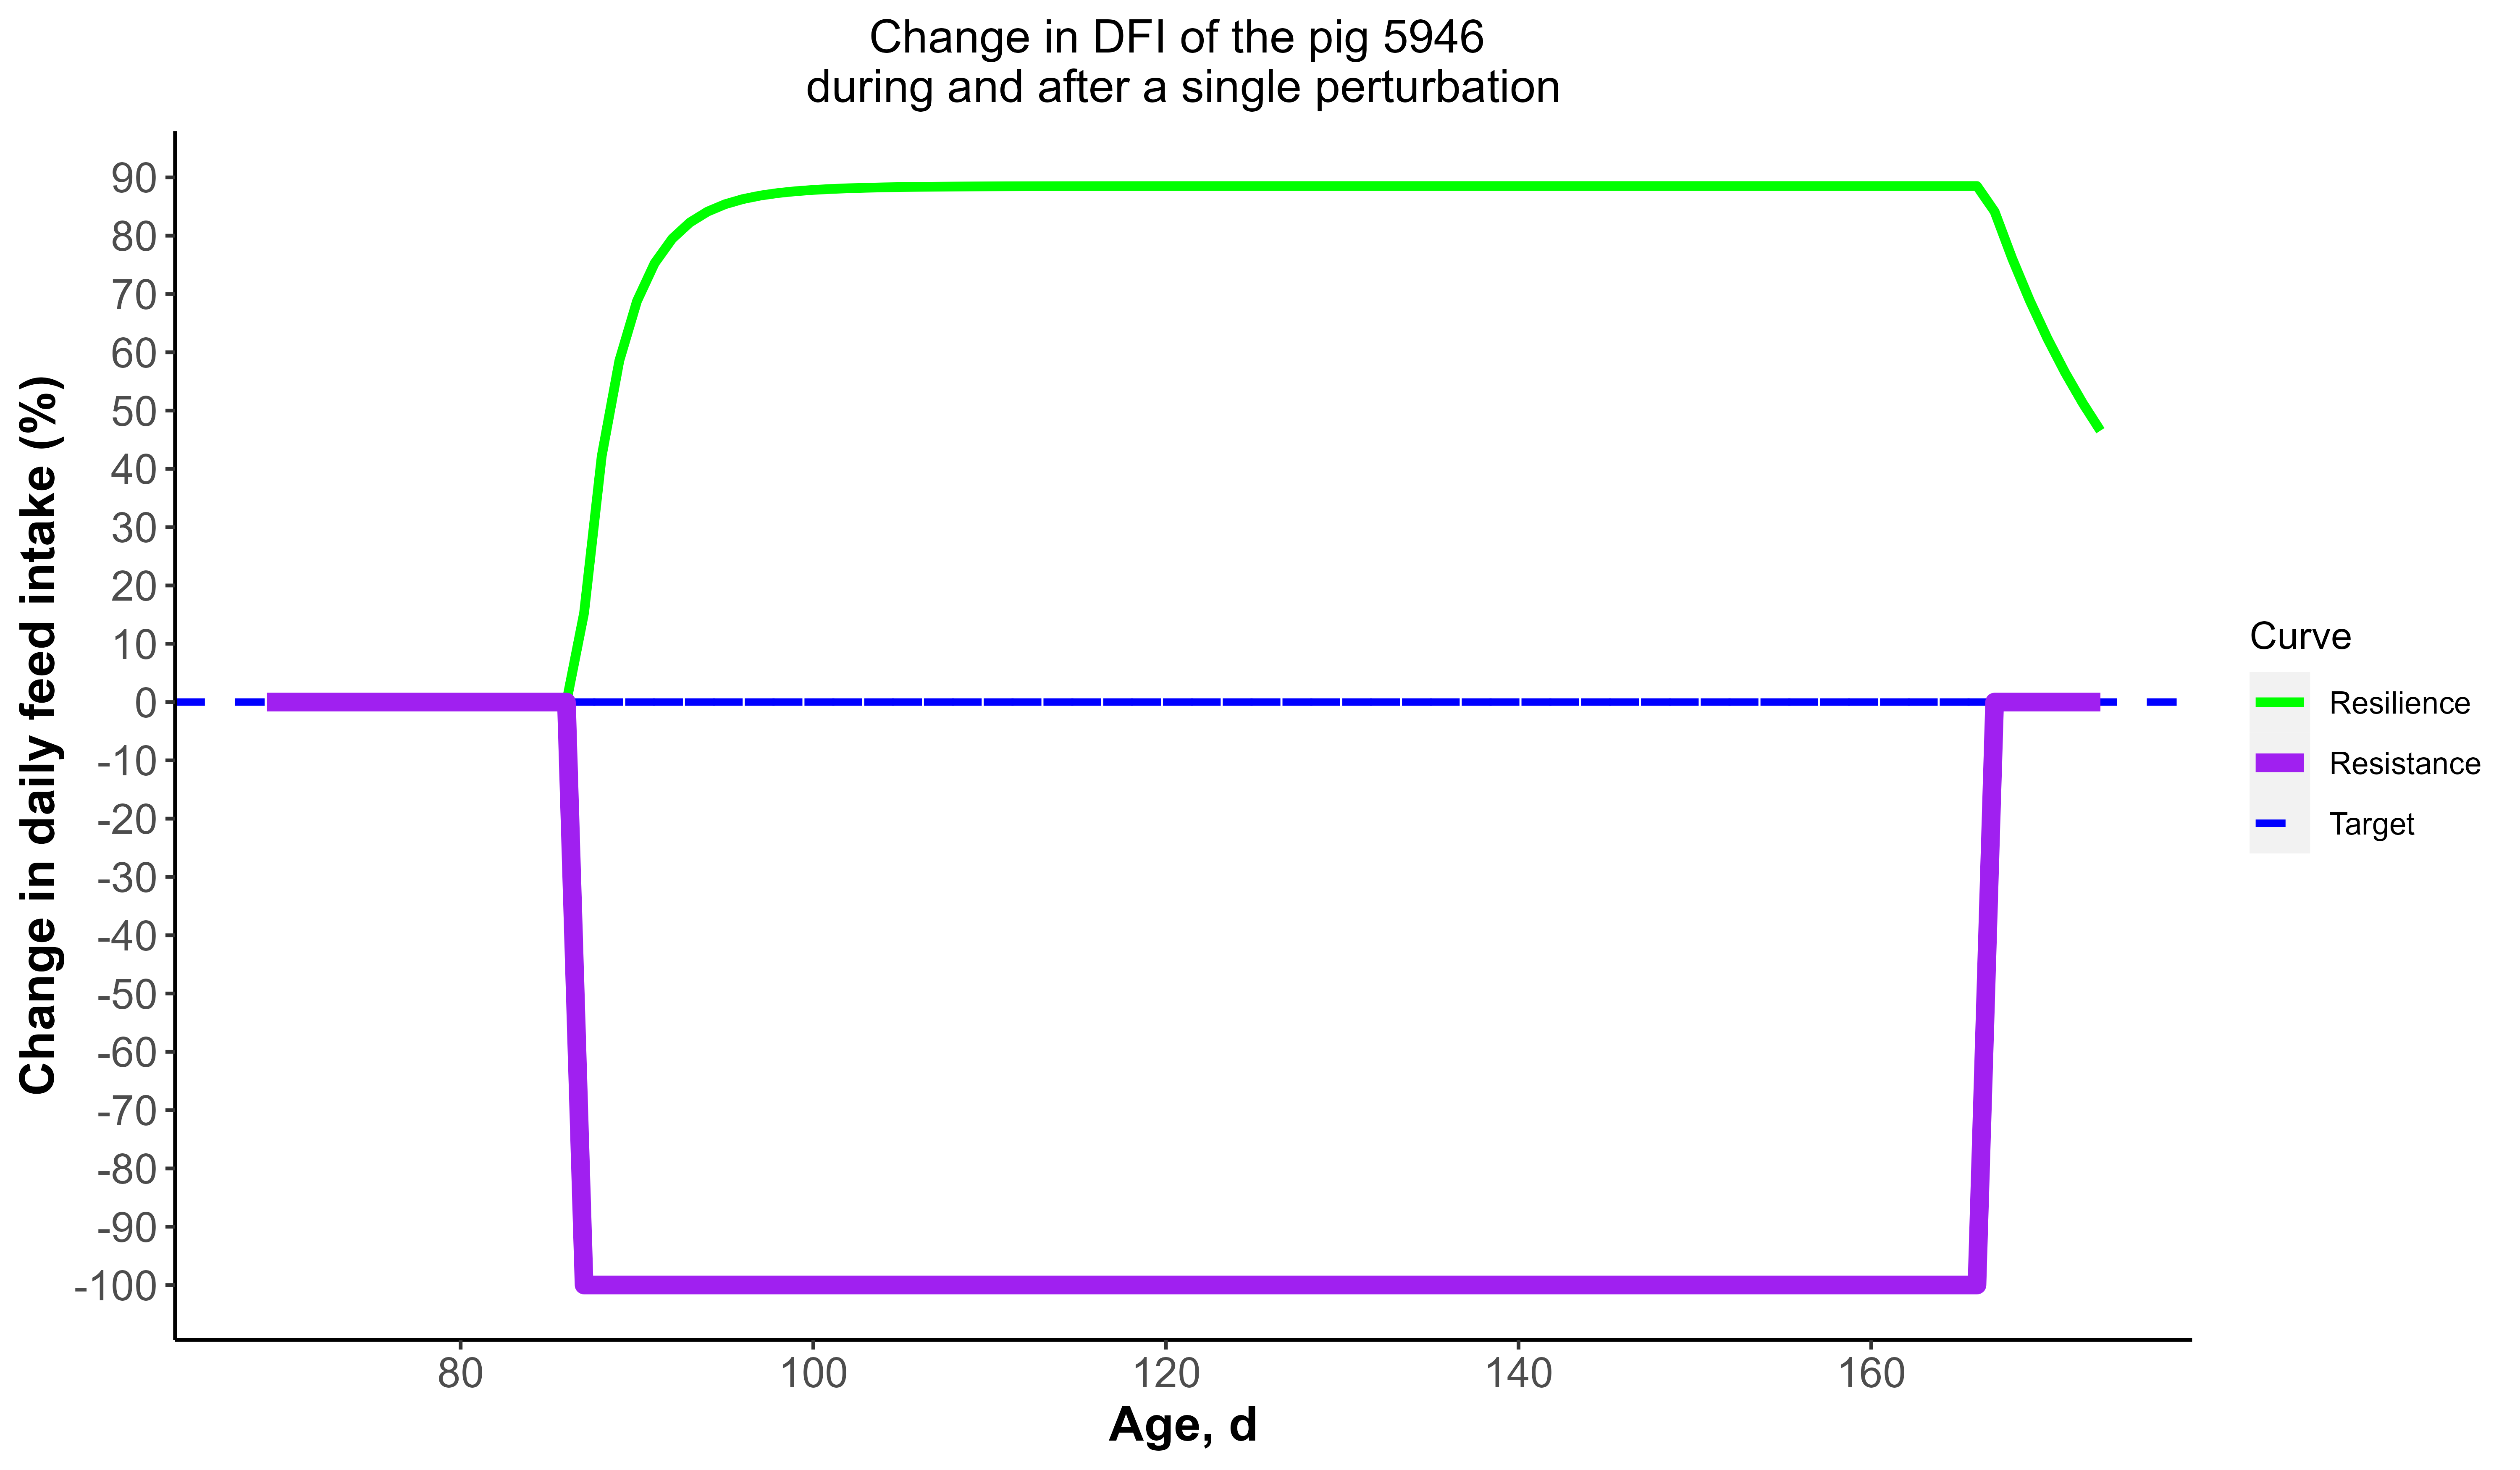 Change in DFI of the pig 5946
during and after a single perturbation
Change in daily feed intake (%)
90
80
70
60
50
40
30
20
10
0
-10
-20
-30
-40
-50
-60
-70
-80
-90
-100
80 100 120 140 160
Age, d
Curve
Resilience
Resistance
Target